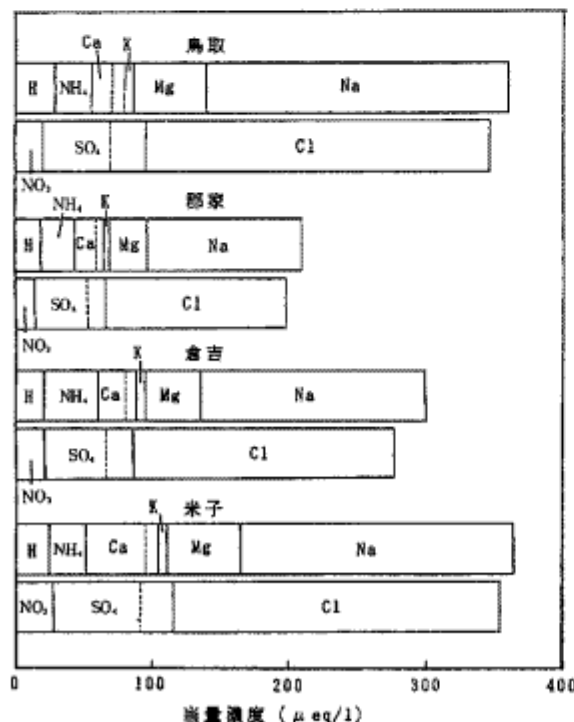 Ca K 鳥取
H NH₄ Mg Na
SO₄ Cl
NO₃
NH₄ K 郡家
H Ca Mg Na
SO₄ Cl
NO₃
K 倉吉
H NH₄ Ca Mg Na
SO₄ Cl
NO₃
K 米子
H NH₄ Ca Mg Na
NO₃ SO₄ Cl
0 100 200 300 400
当量濃度 (μ eq/l)